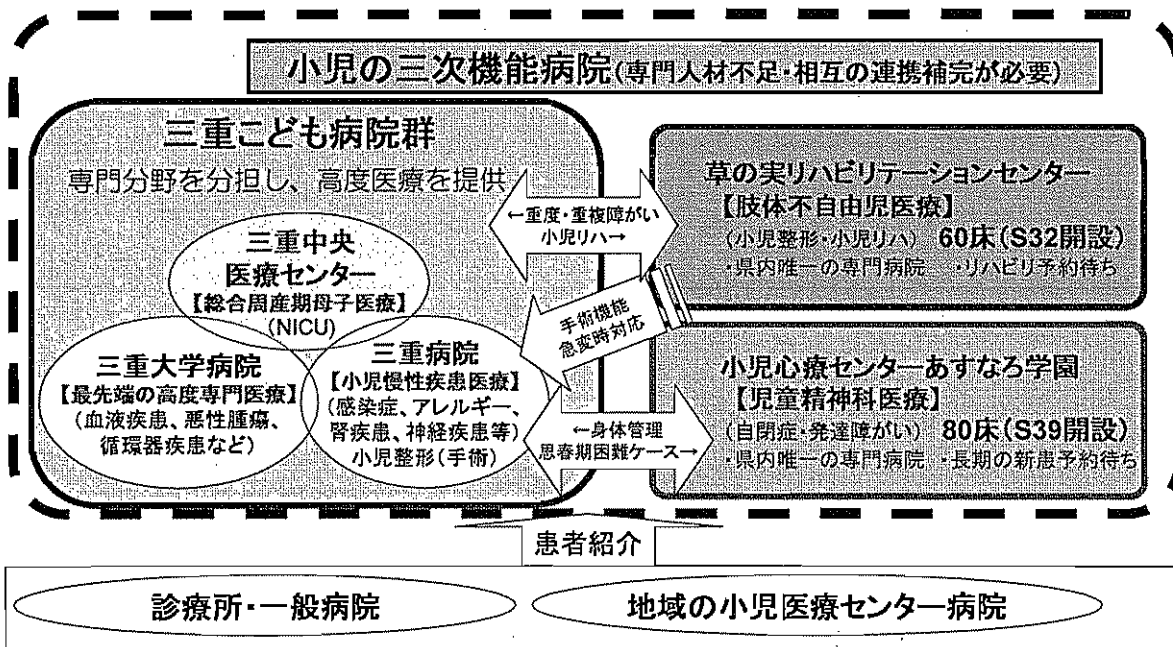 小児の三次機能病院(専門人材不足・相互の連携補完が必要)
三重こども病院群
専門分野を分担し、高度医療を提供
三重中央
医療センター
【総合周産期母子医療】
(NICU)
三重大学病院
【最先端の高度専門医療】
(血液疾患、悪性腫瘍、
循環器疾患など)
三重病院
【小児慢性疾患医療】
(感染症、アレルギー、
腎疾患、神経疾患等)
小児整形(手術)
←重度・重複障がい
小児リハ→
手術機能
急変時対応
←身体管理
思春期困難ケース→
草の実リハビリテーションセンター
【肢体不自由児医療】
(小児整形・小児リハ) 60床(S32開設)
・県内唯一の専門病院 ・リハビリ予約待ち
小児心療センターあすなろ学園
【児童精神科医療】
(自閉症・発達障がい) 80床(S39開設)
・県内唯一の専門病院 ・長期の新患予約待ち
患者紹介
診療所・一般病院
地域の小児医療センター病院